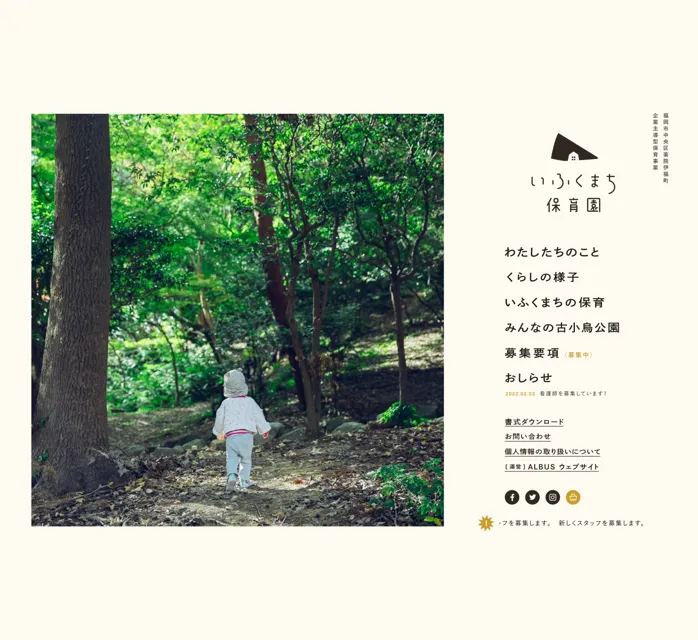 福岡市中央区薬院伊福町
企業主導型保育事業
いふくまち
保育園
わたしたちのこと
くらしの様子
いふくまちの保育
みんなの古小烏公園
募集要項 (募集中)
おしらせ
2022.02.02 看護師を募集しています!
書式ダウンロード
お問い合わせ
個人情報の取り扱いについて
[運営] ALBUS ウェブサイト
フを募集します。 新しくスタッフを募集します。